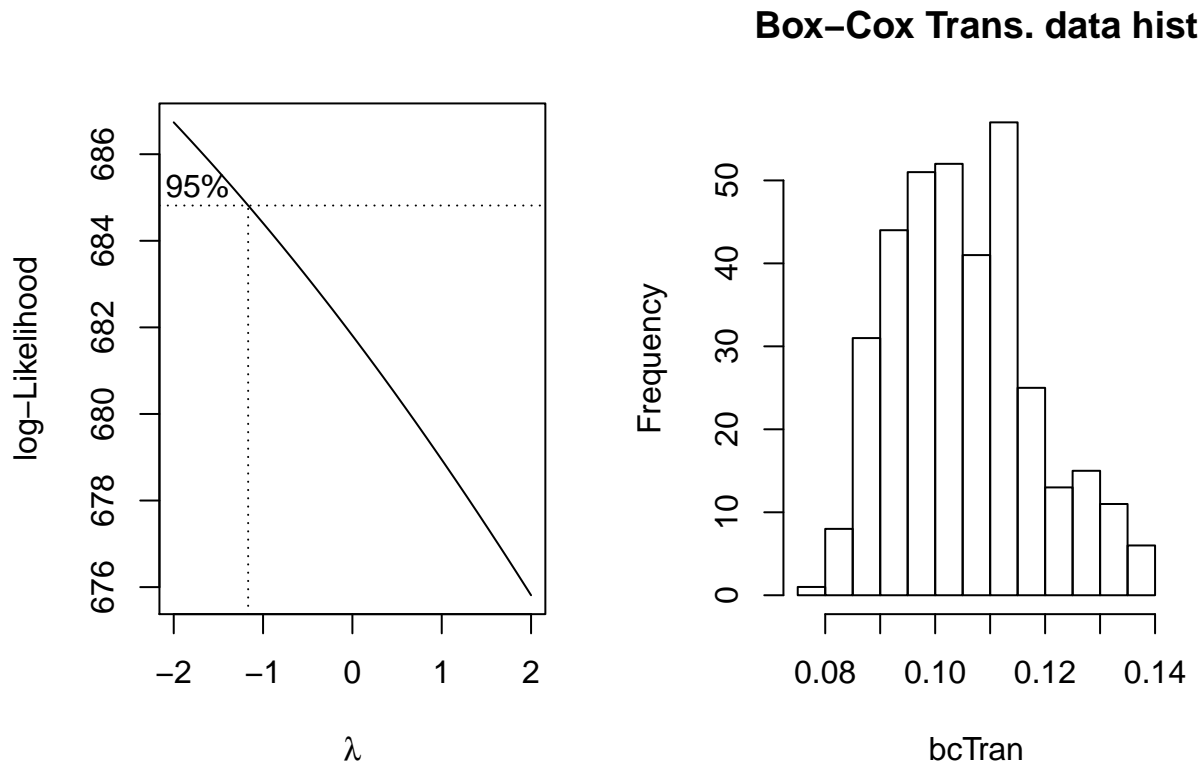 Box−Cox Trans. data hist
log−Likelihood
686
684
682
680
678
676
95%
−2 −1 0 1 2
λ
Frequency
50
40
30
20
10
0
0.08 0.10 0.12 0.14
bcTran